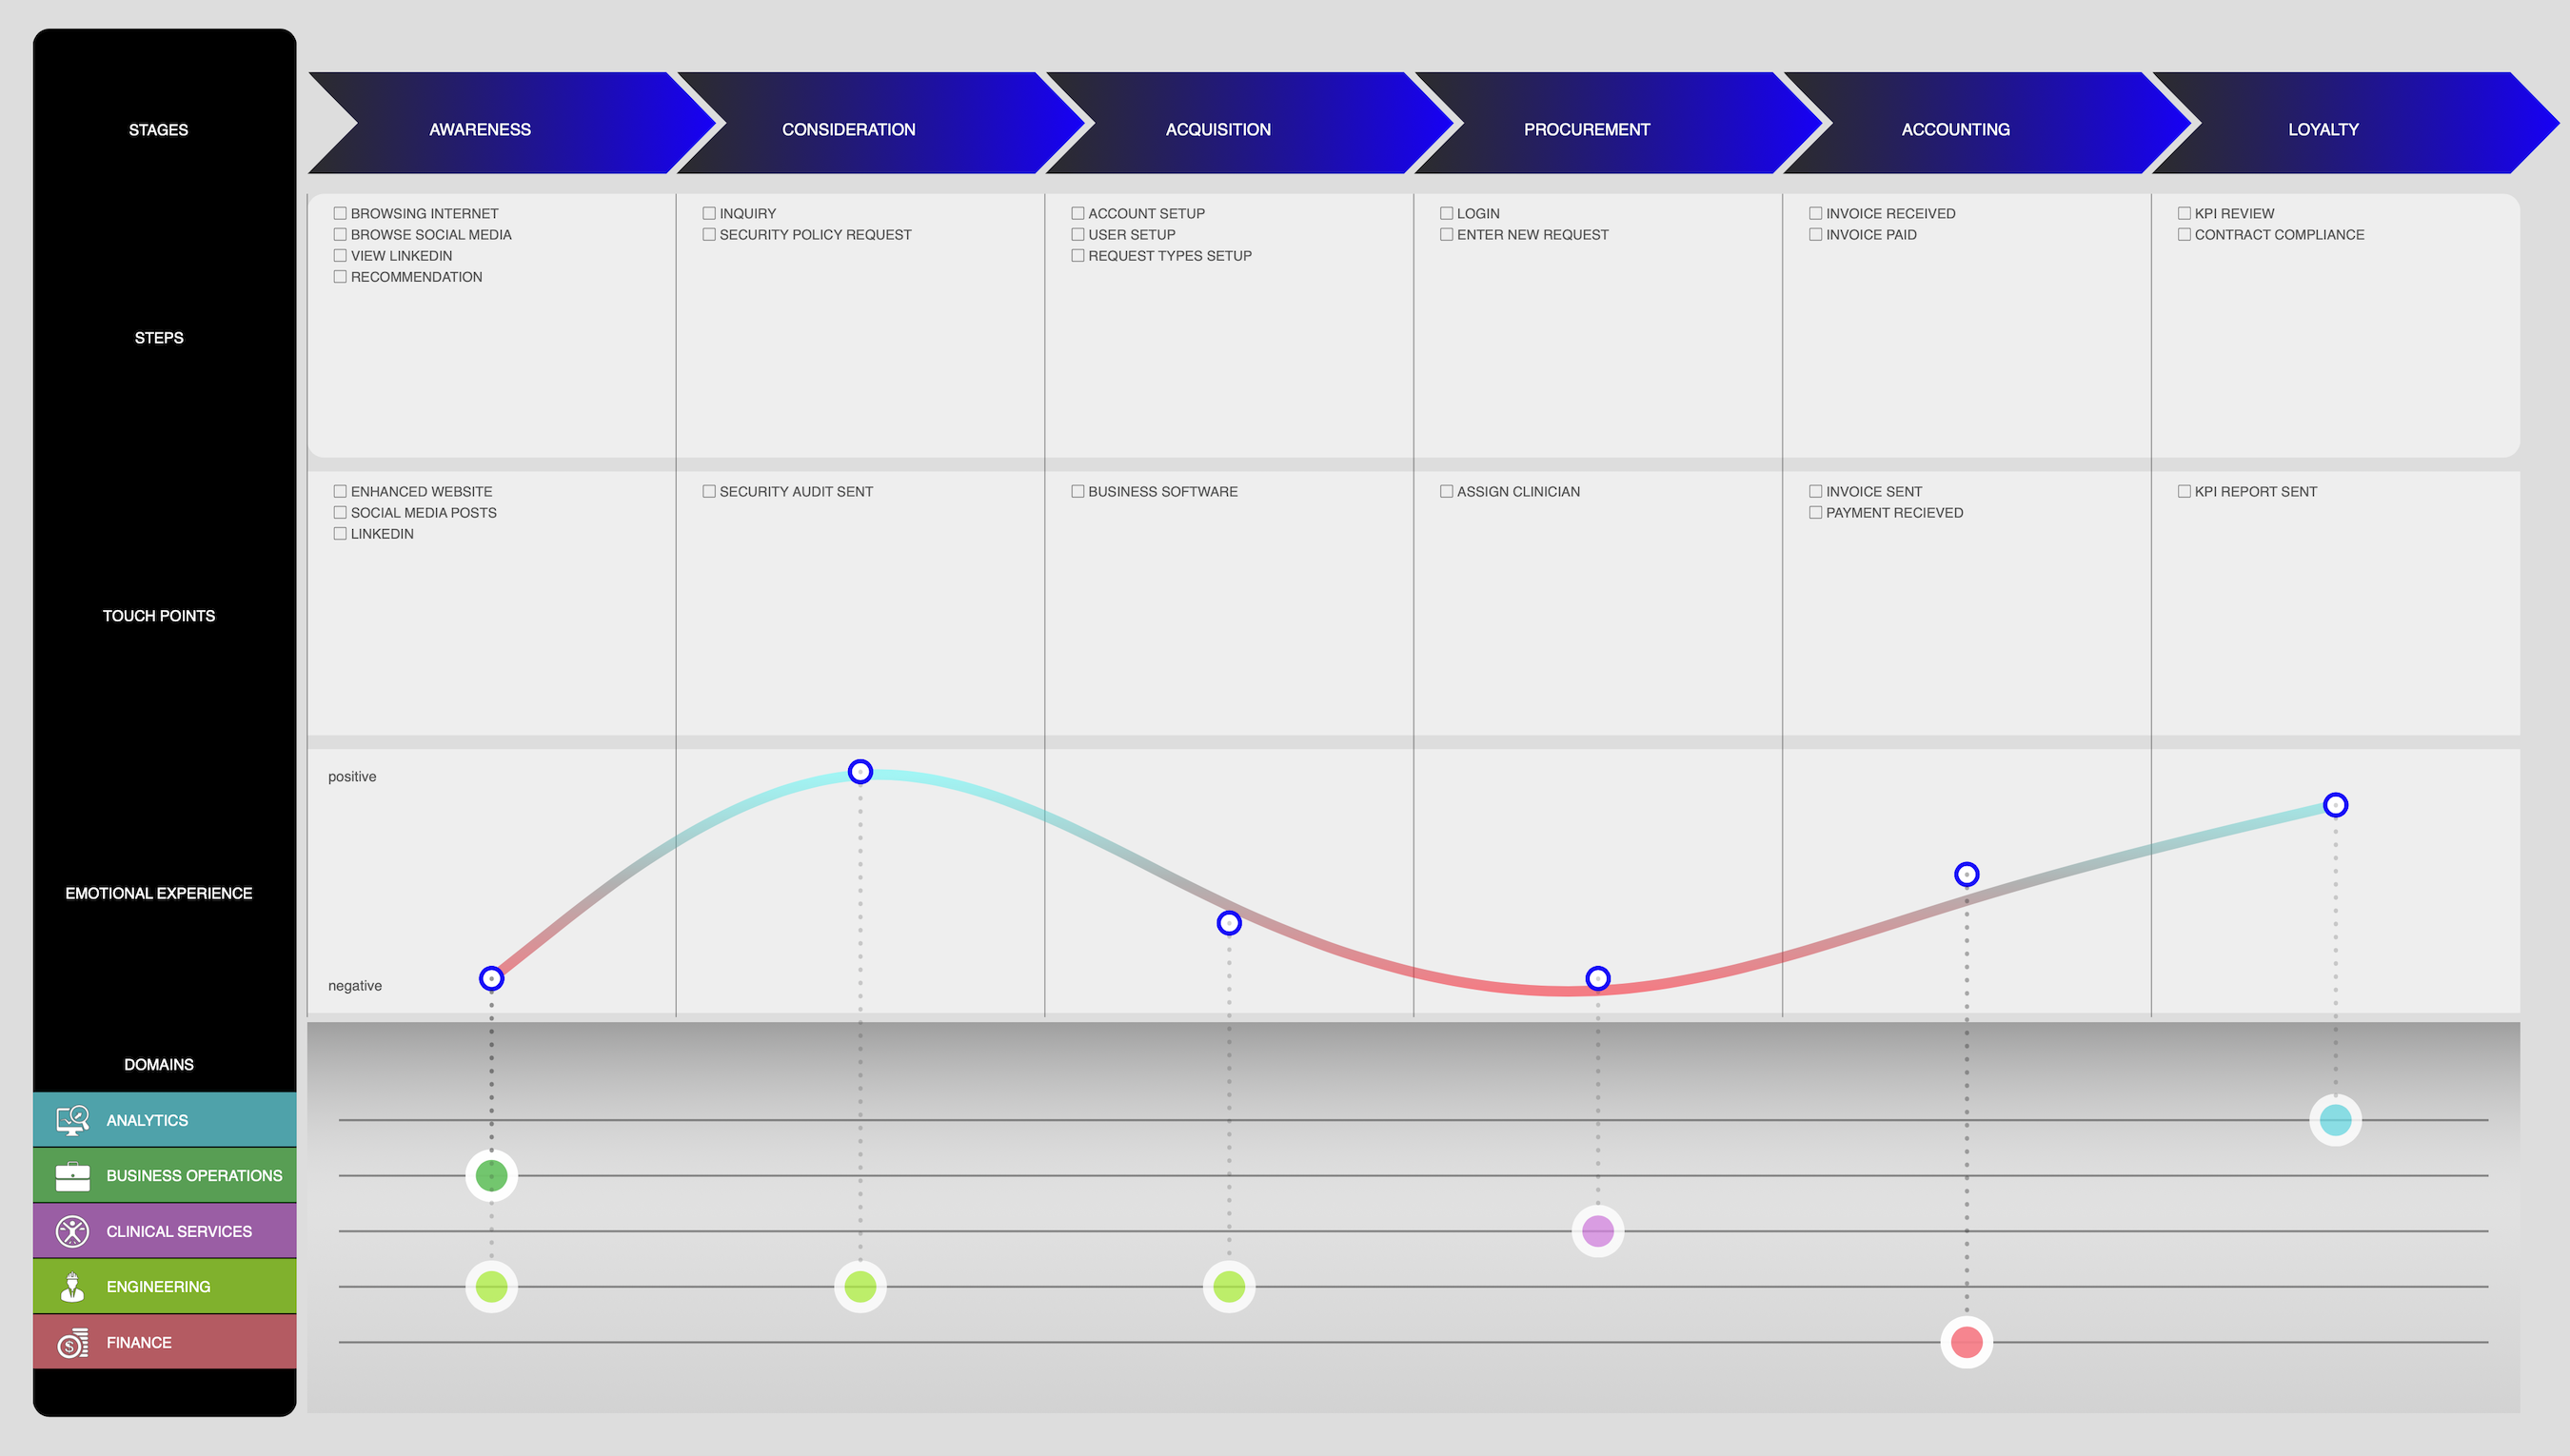 STAGES
AWARENESS
CONSIDERATION
ACQUISITION
PROCUREMENT
ACCOUNTING
LOYALTY
STEPS
BROWSING INTERNET
BROWSE SOCIAL MEDIA
VIEW LINKEDIN
RECOMMENDATION
INQUIRY
SECURITY POLICY REQUEST
ACCOUNT SETUP
USER SETUP
REQUEST TYPES SETUP
LOGIN
ENTER NEW REQUEST
INVOICE RECEIVED
INVOICE PAID
KPI REVIEW
CONTRACT COMPLIANCE
TOUCH POINTS
ENHANCED WEBSITE
SOCIAL MEDIA POSTS
LINKEDIN
SECURITY AUDIT SENT
BUSINESS SOFTWARE
ASSIGN CLINICIAN
INVOICE SENT
PAYMENT RECIEVED
KPI REPORT SENT
EMOTIONAL EXPERIENCE
positive
negative
DOMAINS
ANALYTICS
BUSINESS OPERATIONS
CLINICAL SERVICES
ENGINEERING
FINANCE